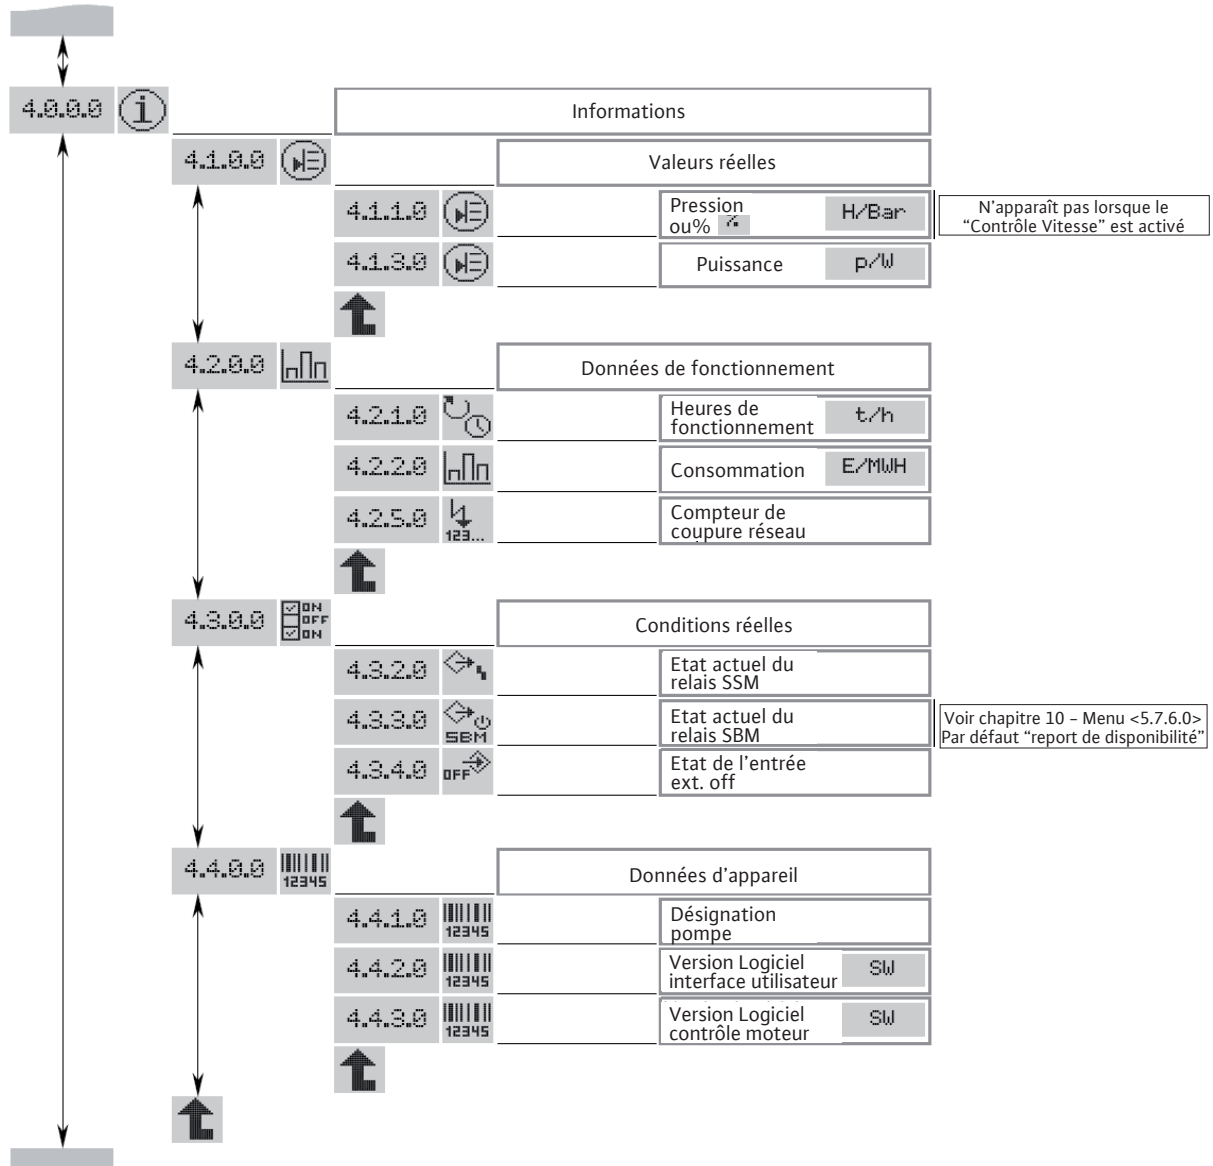 4.0.0.0 i Informations
4.1.0.0 Valeurs réelles
4.1.1.0 Pression H/Bar
ou% %
N'apparaît pas lorsque le
“Contrôle Vitesse” est activé
4.1.3.0 Puissance p/W
4.2.0.0 Données de fonctionnement
4.2.1.0 Heures de t/h
fonctionnement
4.2.2.0 Consommation E/MWH
4.2.5.0 Compteur de
123... coupure réseau
4.3.0.0 ON
OFF
ON
Conditions réelles
4.3.2.0 Etat actuel du
relais SSM
4.3.3.0 SBM Etat actuel du
relais SBM
Voir chapitre 10 – Menu <5.7.6.0>
Par défaut “report de disponibilité”
4.3.4.0 OFF Etat de l'entrée
ext. off
4.4.0.0 12345 Données d'appareil
4.4.1.0 12345 Désignation
pompe
4.4.2.0 12345 Version Logiciel SW
interface utilisateur
4.4.3.0 12345 Version Logiciel SW
contrôle moteur